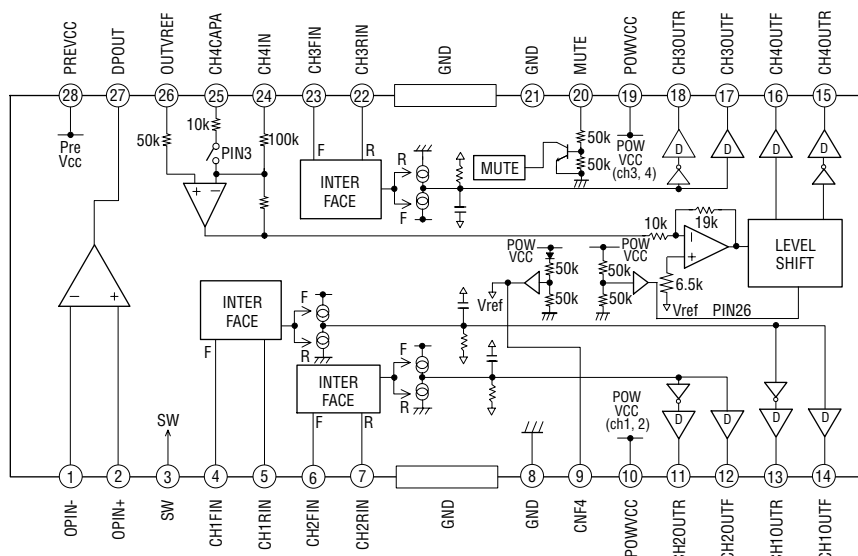 PREVCC
DPOUT
OUTVREF
CH4CAPA
CH4IN
CH3FIN
CH3RIN
GND
GND
MUTE
POWVCC
CH3OUTR
CH3OUTF
CH4OUTF
CH4OUTR
28
27
26
25
24
23
22
21
20
19
18
17
16
15
Pre
Vcc
50k
10k
PIN3
100k
F
R
INTER
FACE
R
F
MUTE
50k
50k
POW
VCC
(ch3, 4)
D
D
D
D
+
−
10k
19k
−
+
6.5k
LEVEL
SHIFT
POW
VCC
50k
50k
Vref
POW
VCC
50k
50k
Vref
PIN26
−
+
INTER
FACE
F
F
R
INTER
FACE
F
R
F
R
SW
POW
VCC
(ch1, 2)
D
D
D
D
1
2
3
4
5
6
7
8
9
10
11
12
13
14
OPIN-
OPIN+
SW
CH1FIN
CH1RIN
CH2FIN
CH2RIN
GND
GND
CNF4
POWVCC
CH2OUTR
CH2OUTF
CH1OUTR
CH1OUTF